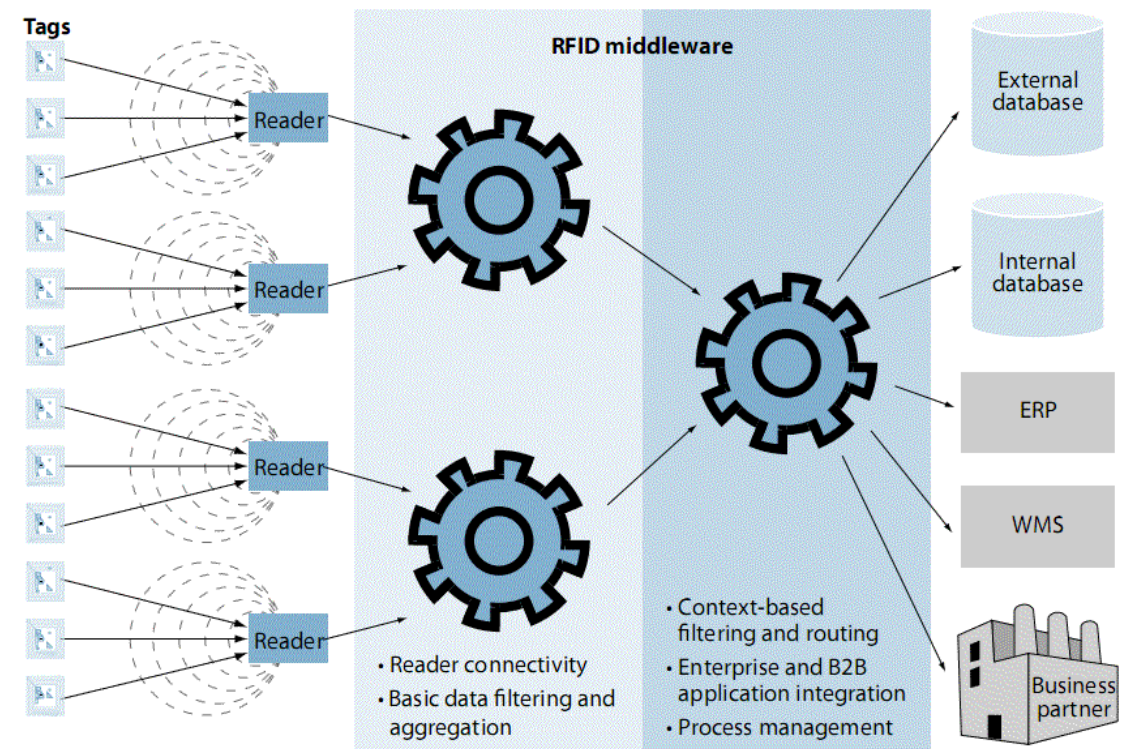 Tags
RFID middleware
Reader
Reader
Reader
Reader
• Reader connectivity
• Basic data filtering and
aggregation
• Context-based
filtering and routing
• Enterprise and B2B
application integration
• Process management
External
database
Internal
database
ERP
WMS
Business
partner